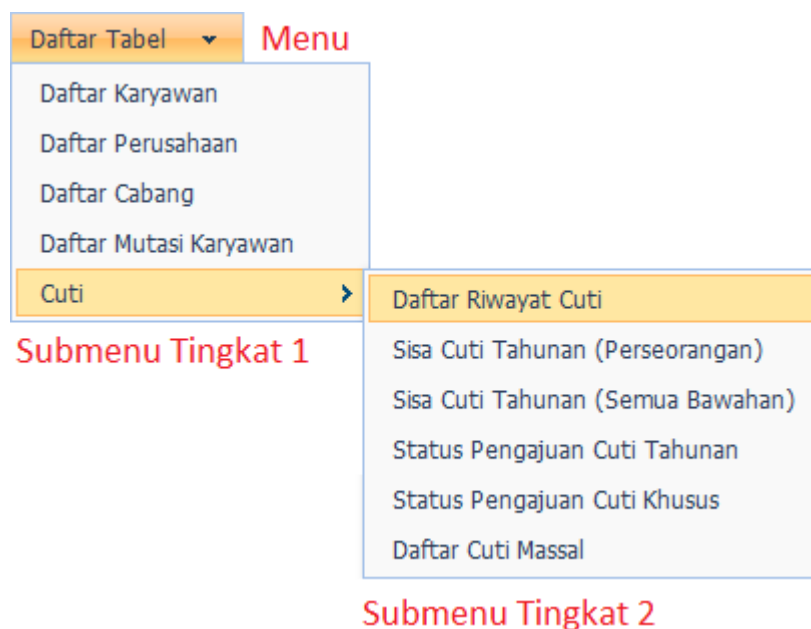 Daftar Tabel Menu
Daftar Karyawan
Daftar Perusahaan
Daftar Cabang
Daftar Mutasi Karyawan
Cuti
Submenu Tingkat 1
Daftar Riwayat Cuti
Sisa Cuti Tahunan (Perseorangan)
Sisa Cuti Tahunan (Semua Bawahan)
Status Pengajuan Cuti Tahunan
Status Pengajuan Cuti Khusus
Daftar Cuti Massal
Submenu Tingkat 2